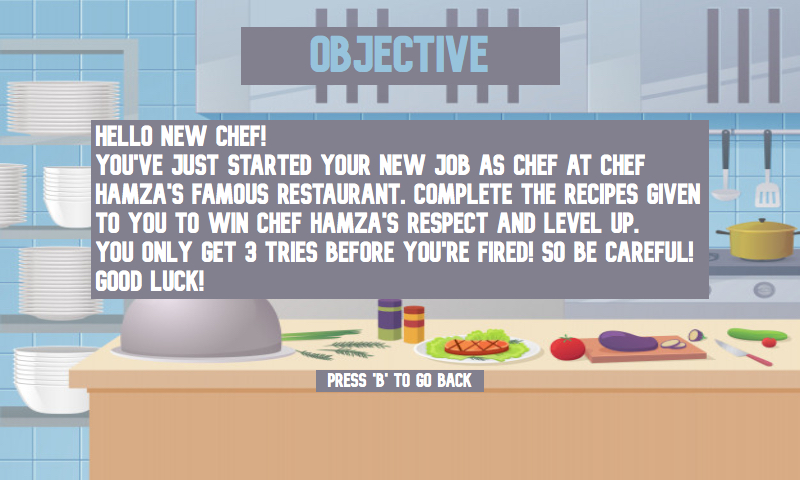 OBJECTIVE
HELLO NEW CHEF!
YOU'VE JUST STARTED YOUR NEW JOB AS CHEF AT CHEF
HAMZA'S FAMOUS RESTAURANT. COMPLETE THE RECIPES GIVEN
TO YOU TO WIN CHEF HAMZA'S RESPECT AND LEVEL UP.
YOU ONLY GET 3 TRIES BEFORE YOU'RE FIRED! SO BE CAREFUL!
GOOD LUCK!
PRESS 'B' TO GO BACK